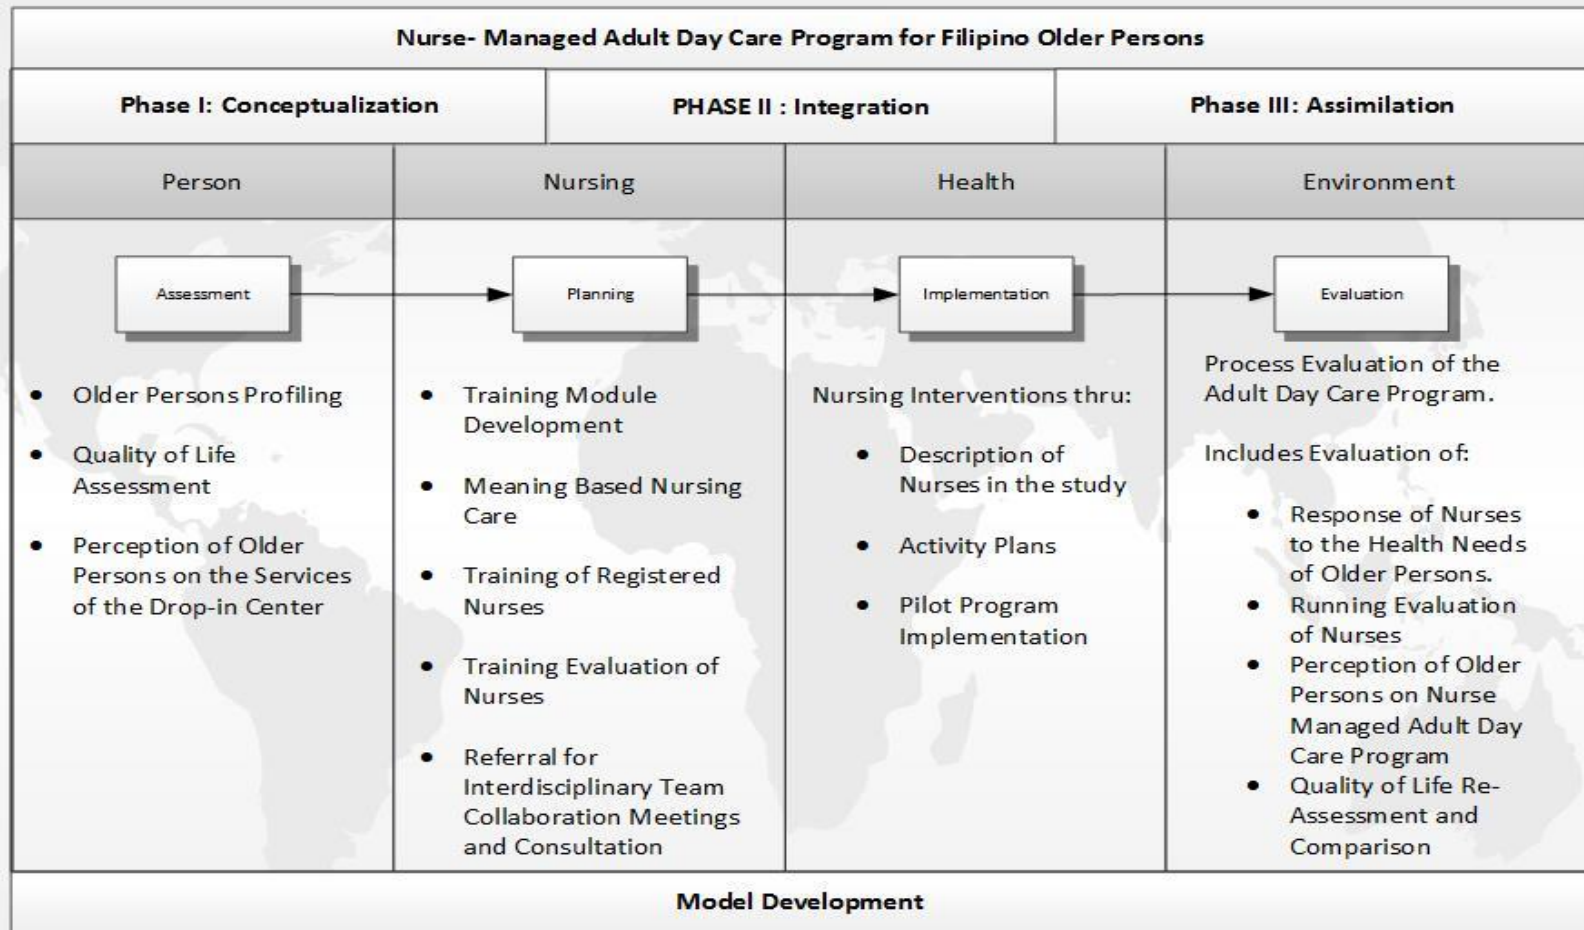 Nurse- Managed Adult Day Care Program for Filipino Older Persons
Phase I: Conceptualization
PHASE II : Integration
Phase III: Assimilation
Person
Nursing
Health
Environment
Assessment
Planning
Implementation
Evaluation
• Older Persons Profiling
• Quality of Life
Assessment
• Perception of Older
Persons on the Services
of the Drop-in Center
• Training Module
Development
• Meaning Based Nursing
Care
• Training of Registered
Nurses
• Training Evaluation of
Nurses
• Referral for
Interdisciplinary Team
Collaboration Meetings
and Consultation
Nursing Interventions thru:
• Description of
Nurses in the study
• Activity Plans
• Pilot Program
Implementation
Process Evaluation of the
Adult Day Care Program.
Includes Evaluation of:
• Response of Nurses
to the Health Needs
of Older Persons.
• Running Evaluation
of Nurses
• Perception of Older
Persons on Nurse
Managed Adult Day
Care Program
• Quality of Life Re-
Assessment and
Comparison
Model Development